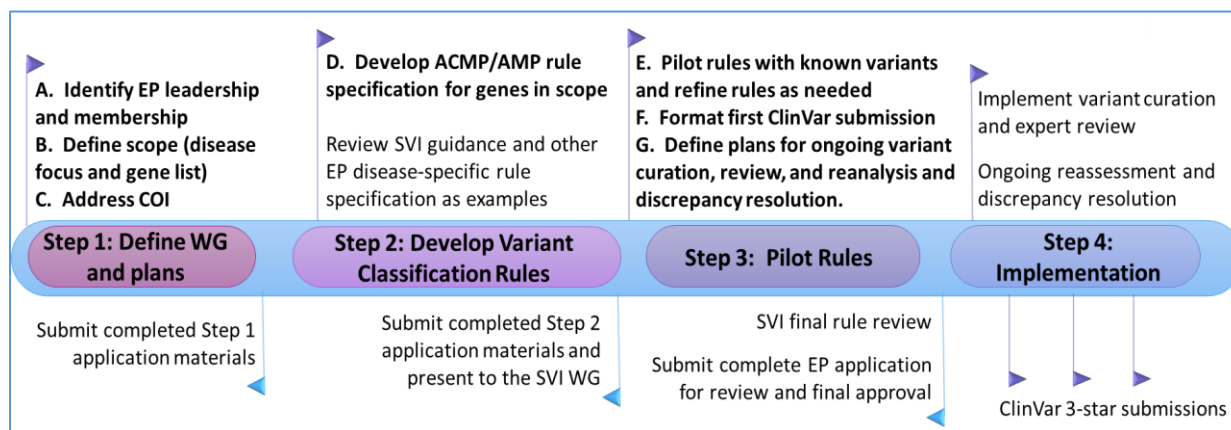 A. Identify EP leadership
and membership
B. Define scope (disease
focus and gene list)
C. Address COI
Step 1: Define WG
and plans
Submit completed Step 1
application materials
D. Develop ACMP/AMP rule
specification for genes in scope
Review SVI guidance and other
EP disease-specific rule
specification as examples
Step 2: Develop Variant
Classification Rules
Submit completed Step 2
application materials and
present to the SVI WG
E. Pilot rules with known variants
and refine rules as needed
F. Format first ClinVar submission
G. Define plans for ongoing variant
curation, review, and reanalysis and
discrepancy resolution.
Step 3: Pilot Rules
SVI final rule review
Submit complete EP application
for review and final approval
Implement variant curation
and expert review
Ongoing reassessment and
discrepancy resolution
Step 4:
Implementation
ClinVar 3-star submissions